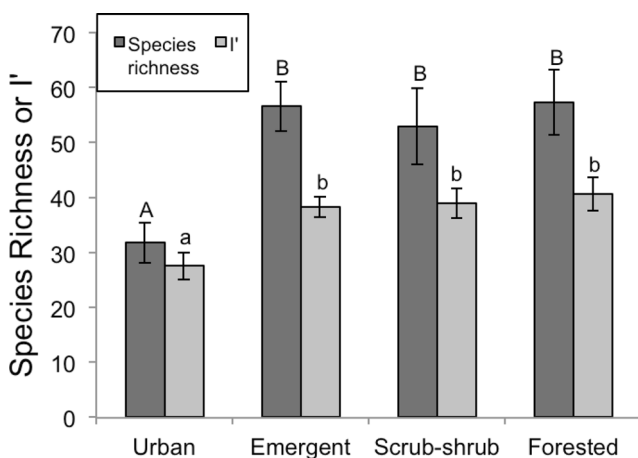 Species
richness
I'
Species Richness or I'
70
60
50
40
30
20
10
0
A
a
B
b
B
b
B
b
Urban
Emergent
Scrub-shrub
Forested